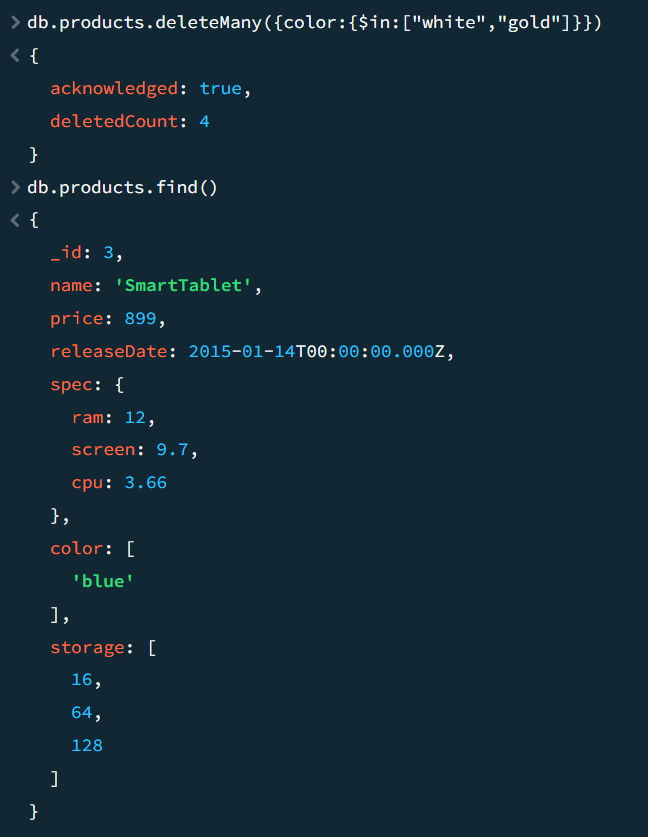 > db.products.deleteMany({color:{$in:["white","gold"]}})
< {
acknowledged: true,
deletedCount: 4
}
> db.products.find()
< {
_id: 3,
name: 'SmartTablet',
price: 899,
releaseDate: 2015-01-14T00:00:00.000Z,
spec: {
ram: 12,
screen: 9.7,
cpu: 3.66
},
color: [
'blue'
],
storage: [
16,
64,
128
]
}